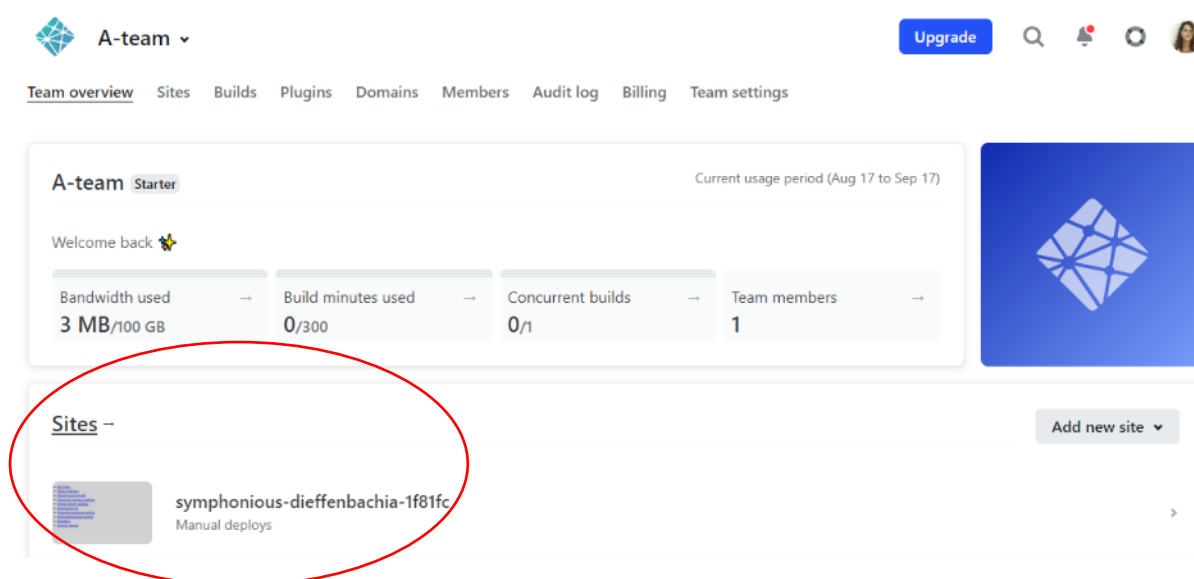 A-team
Upgrade
Team overview Sites Builds Plugins Domains Members Audit log Billing Team settings
A-team Starter
Current usage period (Aug 17 to Sep 17)
Welcome back
Bandwidth used → Build minutes used → Concurrent builds → Team members →
3 MB/100 GB 0/300 0/1 1
Sites →
Add new site
symphonious-dieffenbachia-1f81fc
Manual deploys